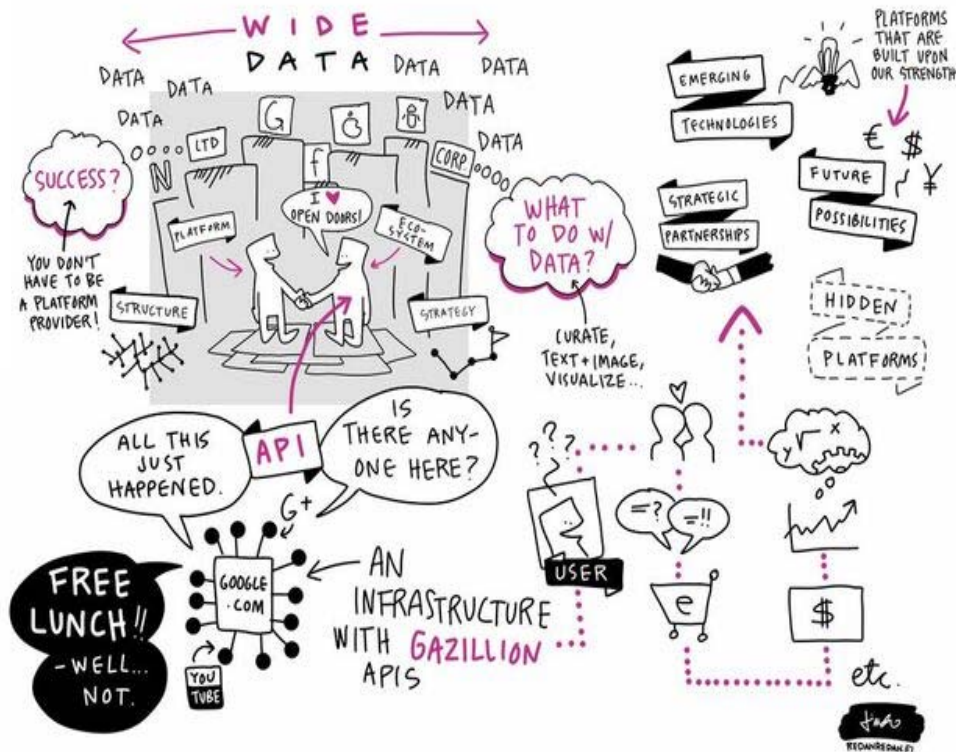 WIDE
DATA
DATA
DATA
DATA
DATA
DATA
DATA
DATA
SUCCESS?
YOU DON'T
HAVE TO BE
A PLATFORM
PROVIDER!
N
LTD
G
f
CORP.
I ♥
OPEN DOORS!
PLATFORM
ECO-
SYSTEM
STRUCTURE
STRATEGY
WHAT
TO DO W/
DATA?
CURATE,
TEXT + IMAGE,
VISUALIZE...
EMERGING
TECHNOLOGIES
PLATFORMS
THAT ARE
BUILT UPON
OUR STRENGTH
€ $ ¥
STRATEGIC
PARTNERSHIPS
FUTURE
POSSIBILITIES
HIDDEN
PLATFORMS
ALL THIS
JUST
HAPPENED.
API
IS
THERE ANY-
ONE HERE?
G+
GOOGLE
.COM
YOU
TUBE
FREE
LUNCH!!
-WELL...
NOT.
AN
INFRASTRUCTURE
WITH GAZILLION
APIS
???
???
USER
=?
=!!
e
y √ x
$
etc.